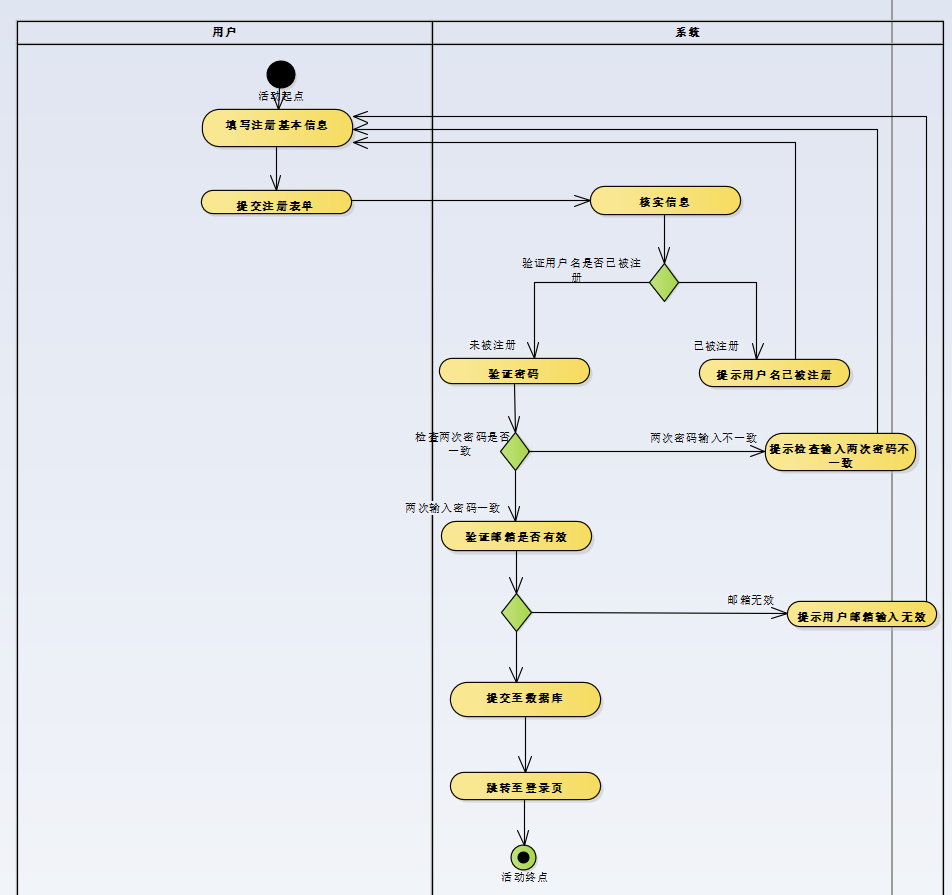 用户
系统
活动起点
填写注册基本信息
提交注册表单
核实信息
验证用户名是否已被注
册
未被注册
已被注册
验证密码
提示用户名已被注册
检查两次密码是否
一致
两次密码输入不一致
提示检查输入两次密码不
一致
两次输入密码一致
验证邮箱是否有效
邮箱无效
提示用户邮箱输入无效
提交至数据库
跳转至登录页
活动终点